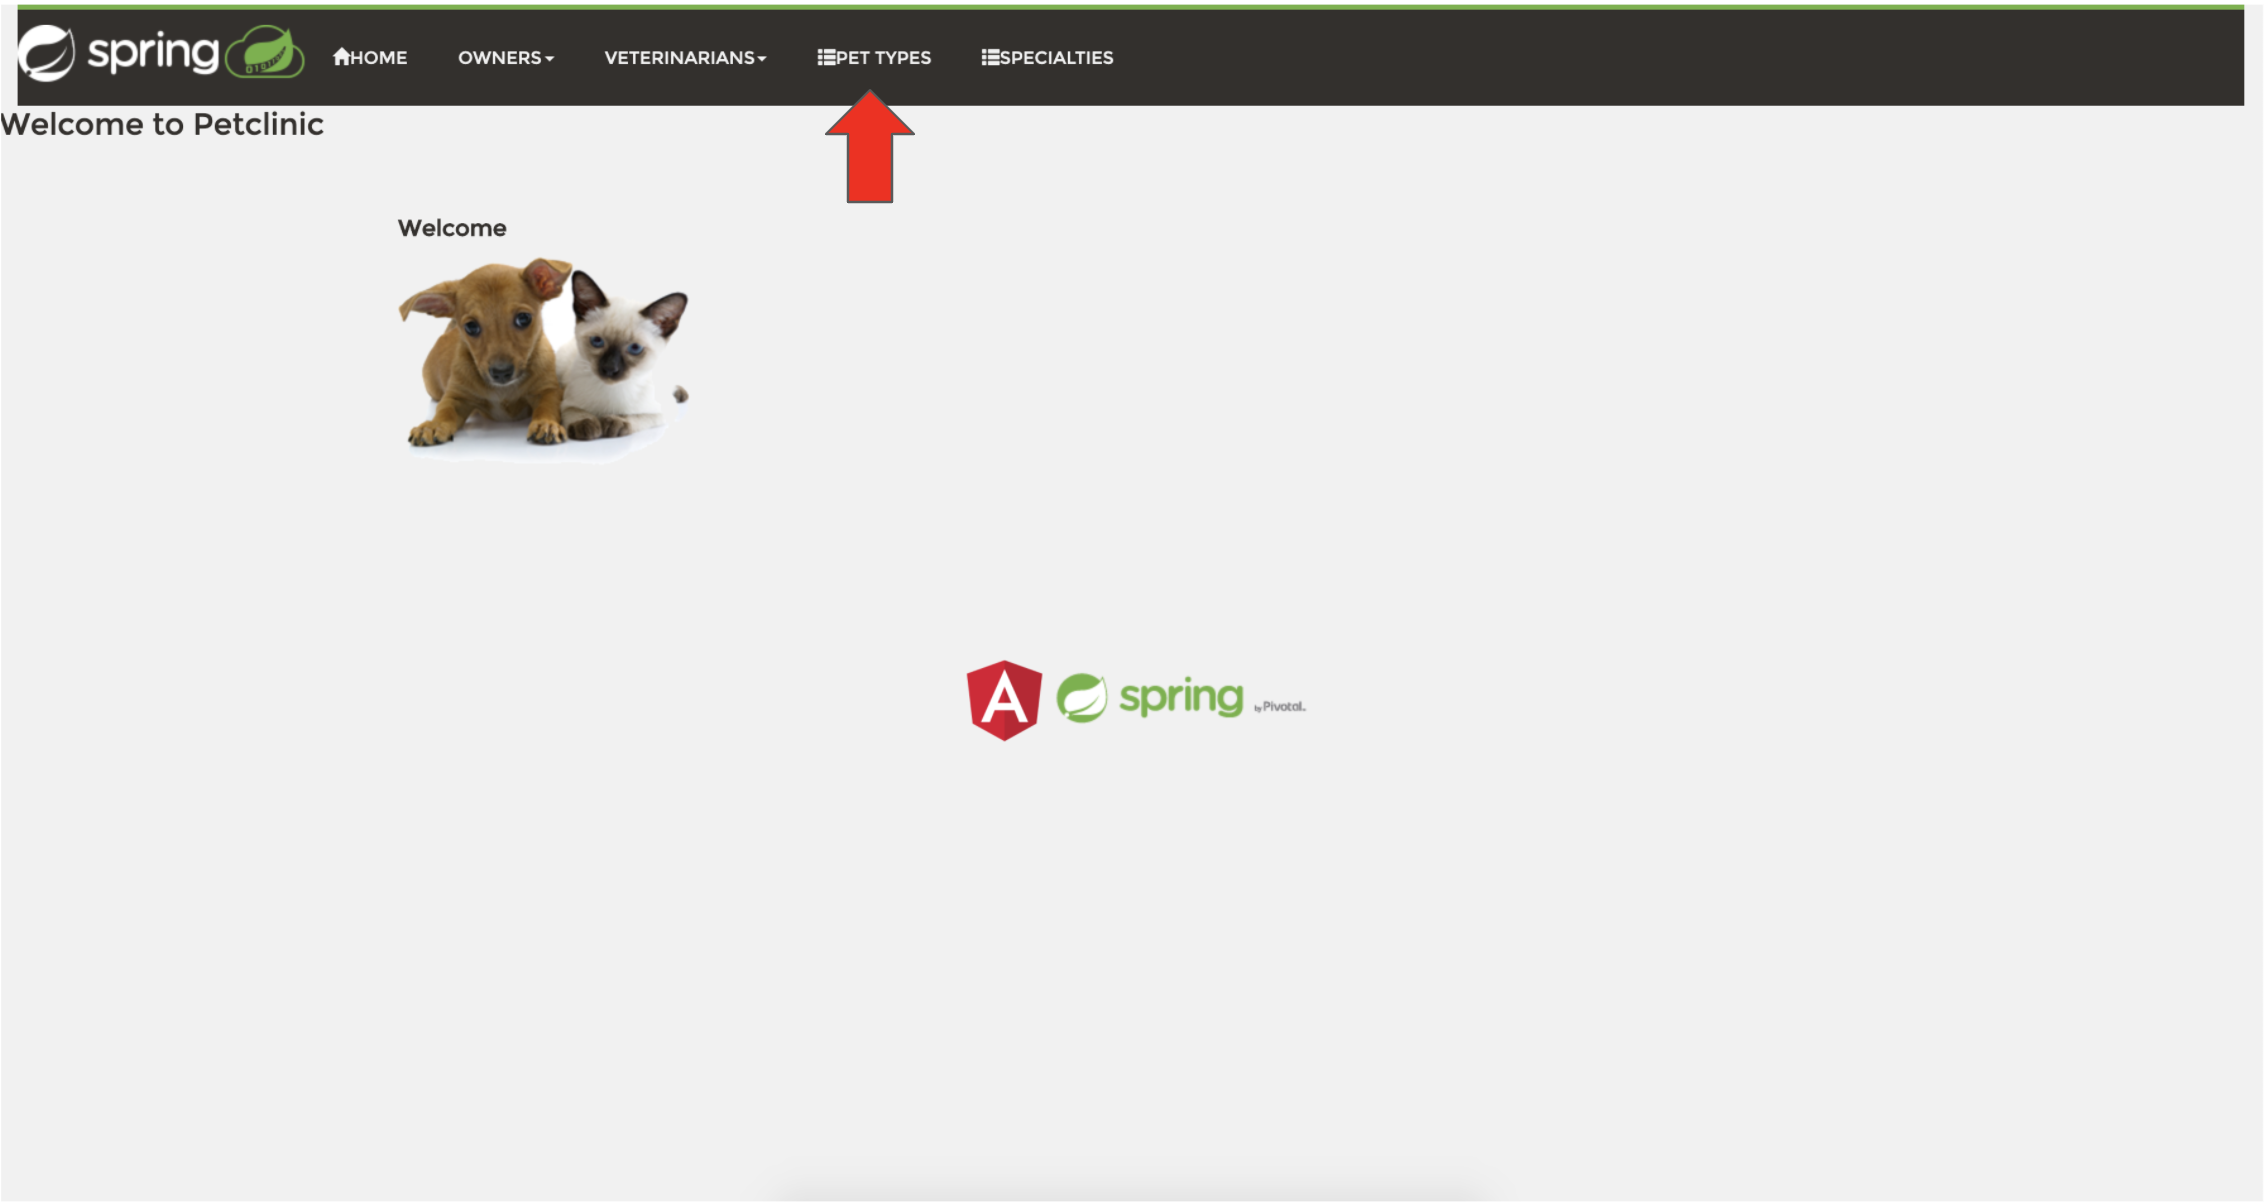 spring HOME OWNERS VETERINARIANS PET TYPES SPECIALTIES
Welcome to Petclinic
Welcome
spring by Pivotal.